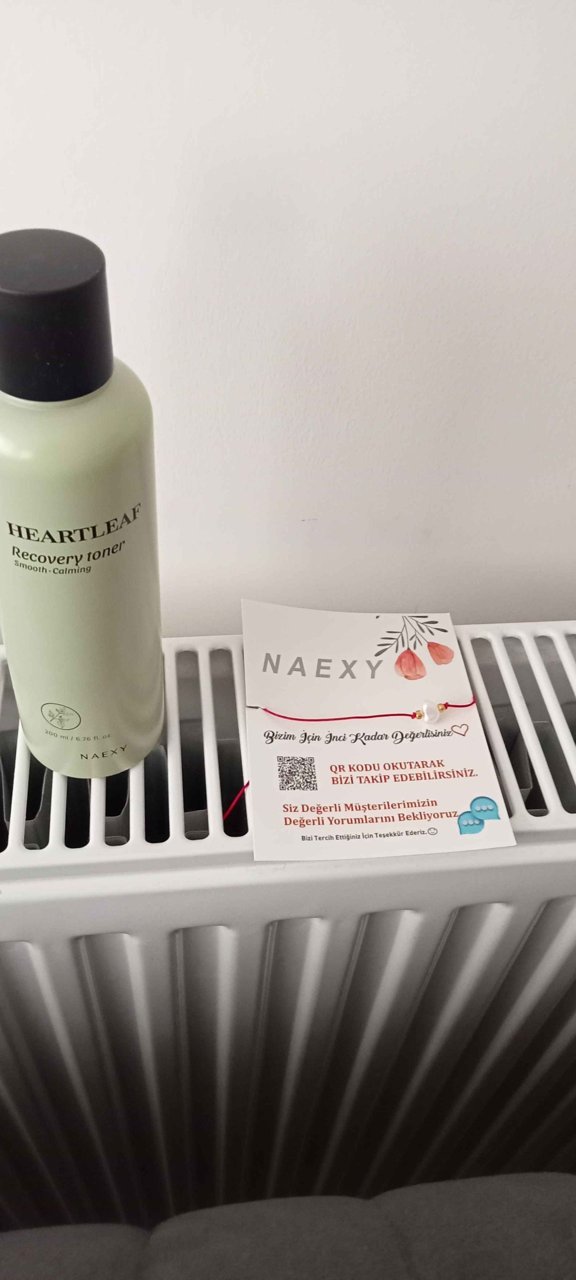 HEARTLEAF
Recovery toner
Smooth - Calming
200 ml / 6.76 fl. oz
NAEXY
NAEXY
Bizim İçin İnci Kadar Değerlisiniz
QR KODU OKUTARAK
BİZİ TAKİP EDEBİLİRSİNİZ.
Siz Değerli Müşterilerimizin
Değerli Yorumlarını Bekliyoruz
Bizi Tercih Ettiğiniz İçin Teşekkür Ederiz.